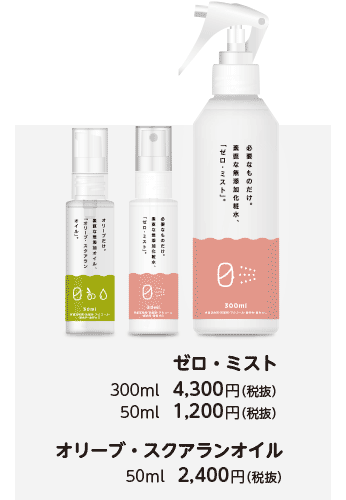 オリーブだけ。
素直な無添加オイル、
「オリーブ・スクアラン
オイル」。
50ml
必要なものだけ。
素直な無添加化粧水、
「ゼロ・ミスト」。
50ml
必要なものだけ。
素直な無添加化粧水、
「ゼロ・ミスト」。
300ml
ゼロ・ミスト
300ml 4,300円(税抜)
50ml 1,200円(税抜)
オリーブ・スクアランオイル
50ml 2,400円(税抜)